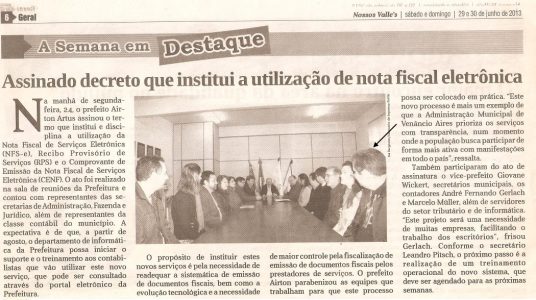 6 Geral
Nossos Valle's | sábado e domingo | 29 e 30 de junho de 2013
A Semana em Destaque
Assinado decreto que institui a utilização de nota fiscal eletrônica
Na manhã de segunda-
feira, 24, o prefeito
Airton Artus assinou o ter-
mo que institui e disci-
plina a utilização da
Nota Fiscal de Serviços Eletrônica
(NFS-e), Recibo Provisório de
Serviços (RPS) e o Comprovante de
Emissão da Nota Fiscal de Serviços
Eletrônica (CENF). O ato foi realizado
na sala de reuniões da Prefeitura e
contou com representantes das se-
cretarias de Administração, Fazenda e
Jurídico, além de representantes da
classe contábil do município. A
expectativa é de que, a partir de
agosto, o departamento de informáti-
ca da Prefeitura possa iniciar o
suporte e o treinamento aos contabi-
listas que vão utilizar este novo
serviço, que pode ser consultado
através do portal eletrônico da
Prefeitura.
O propósito de instituir estes
novos serviços é pela necessidade de
readequar a sistemática de emissão
de documentos fiscais, bem como a
evolução tecnológica e a necessidade
de maior controle pela fiscalização de
emissão de documentos fiscais pelos
prestadores de serviços. O prefeito
Airton parabenizou as equipes que
trabalham para que este processo
possa ser colocado em prática. “Este
novo processo é mais um exemplo de
que a Administração Municipal de
Venâncio Aires prioriza os serviços
com transparência, num momento
onde a população busca participar de
forma mais ativa com manifestações
em todo o país”, ressalta.
Também participaram do ato de
assinatura o vice-prefeito Giovane
Wickert, secretários municipais, os
contadores André Fernando Gerlach
e Marcelo Müller, além de servidores
do setor tributário e de informática.
“Este projeto será uma necessidade
de muitas empresas, facilitando o
trabalho dos escritórios”, frisou
Gerlach. Conforme o secretário
Leandro Pitsch, o próximo passo é a
realização de um treinamento
operacional do novo sistema, que
deve ser agendado para as próximas
semanas.